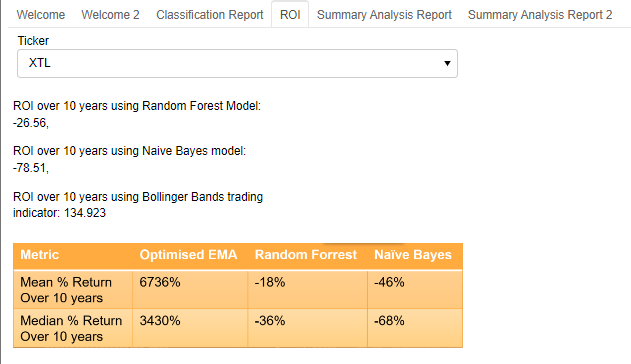 Welcome Welcome 2 Classification Report ROI Summary Analysis Report Summary Analysis Report 2
Ticker
XTL
ROI over 10 years using Random Forest Model:
-26.56,
ROI over 10 years using Naive Bayes model:
-78.51,
ROI over 10 years using Bollinger Bands trading
indicator: 134.923
Metric Optimised EMA Random Forrest Naïve Bayes
Mean % Return 6736% -18% -46%
Over 10 years
Median % Return 3430% -36% -68%
Over 10 years